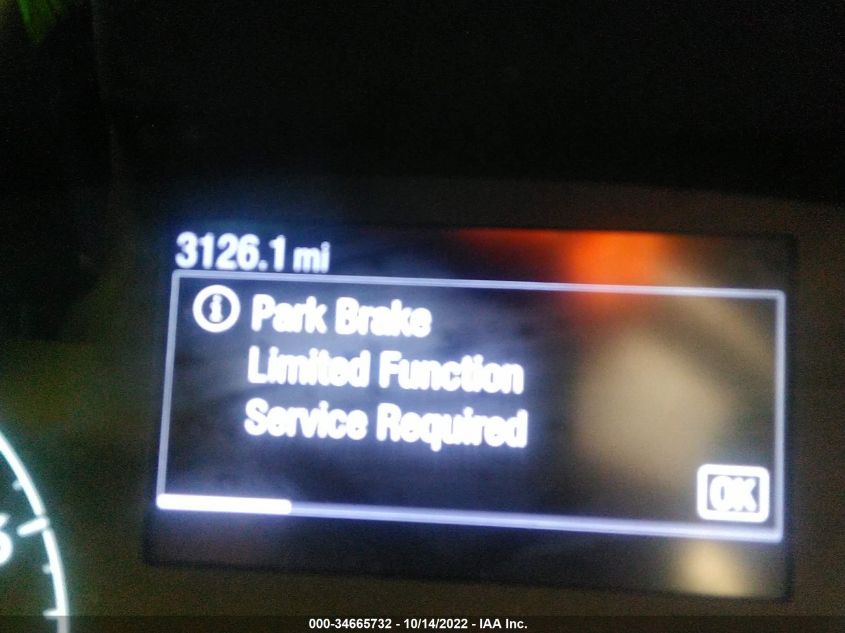 3126.1 mi
Park Brake
Limited Function
Service Required
OK
000-34665732 - 10/14/2022 - IAA Inc.